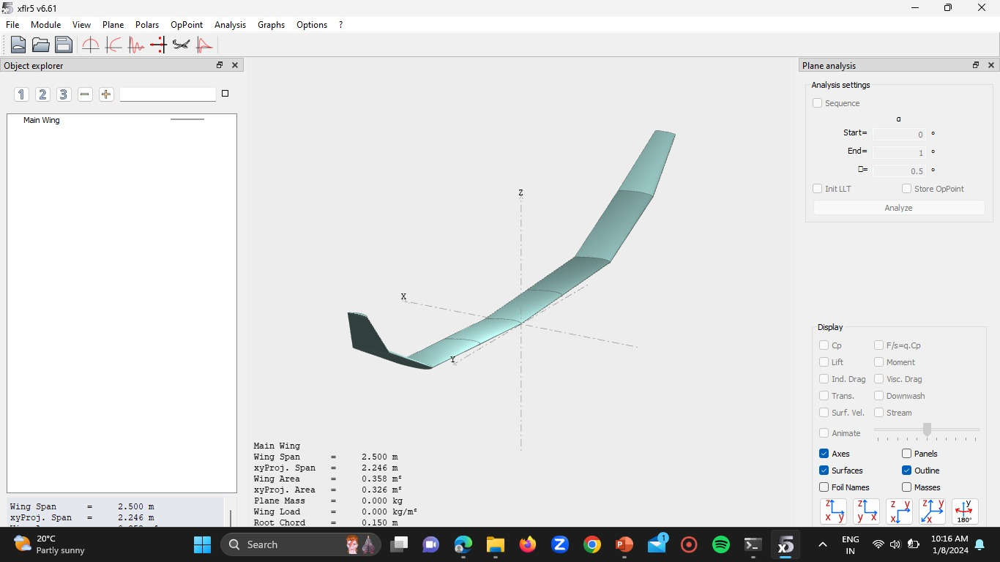 xflr5 v6.61
File Module View Plane Polars OpPoint Analysis Graphs Options ?
Object explorer
1 2 3 − +
Main Wing
Wing Span = 2.500 m
xyProj. Span = 2.246 m
Z
X
Y
Main Wing
Wing Span = 2.500 m
xyProj. Span = 2.246 m
Wing Area = 0.358 m²
xyProj. Area = 0.326 m²
Plane Mass = 0.000 kg
Wing Load = 0.000 kg/m²
Root Chord = 0.150 m
Plane analysis
Analysis settings
Sequence
α
Start= 0 °
End= 1 °
□= 0.5 °
Init LLT Store OpPoint
Analyze
Display
Cp F/s=q.Cp
Lift Moment
Ind. Drag Visc. Drag
Trans. Downwash
Surf. Vel. Stream
Animate
Axes Panels
Surfaces Outline
Foil Names Masses
Z X y
Z y X
Z y X
Z y X
y 180°
20°C
Partly sunny
Search
1
ENG
IN
10:16 AM
1/8/2024